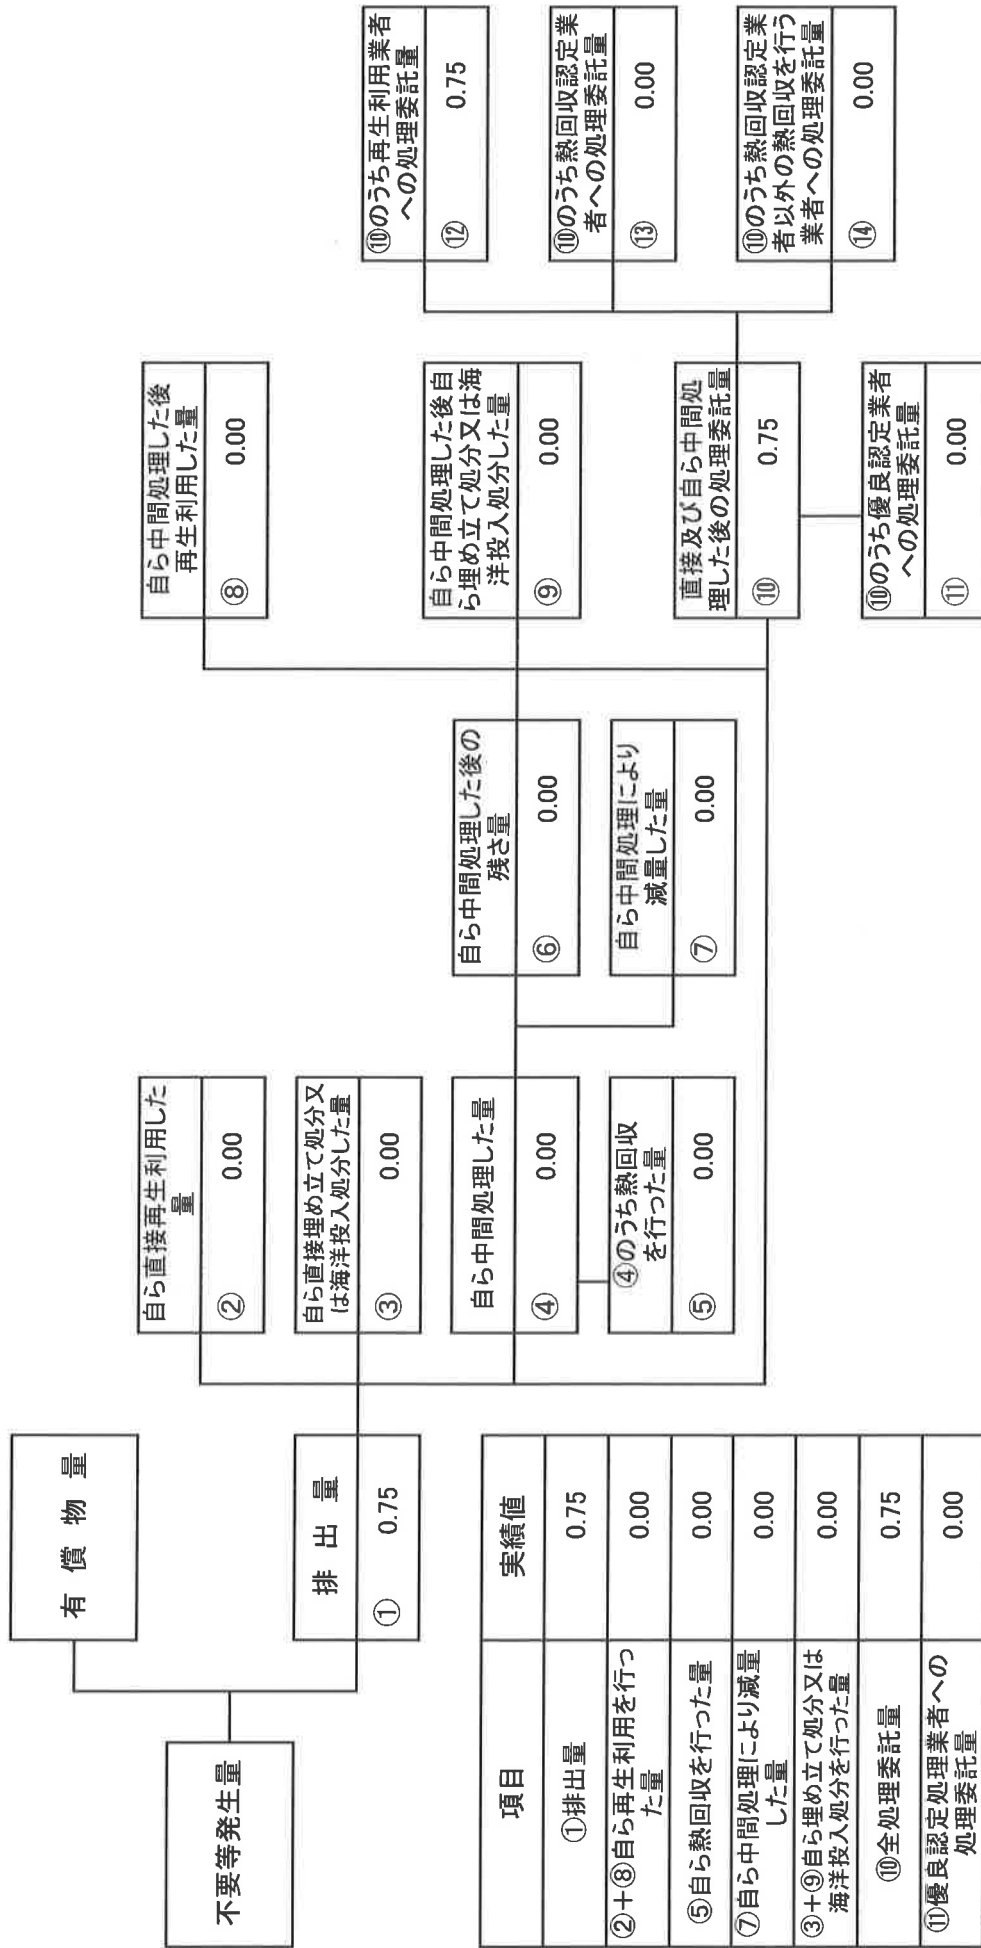 不要等発生量
有償物量
排出量
① 0.75
自ら直接再生利用した
量
② 0.00
自ら直接埋め立て処分又
は海洋投入処分した量
③ 0.00
自ら中間処理した量
④ 0.00
④のうち熱回収
を行った量
⑤ 0.00
自ら中間処理した後の
残さ量
⑥ 0.00
自ら中間処理により
減量した量
⑦ 0.00
自ら中間処理した後
再生利用した量
⑧ 0.00
自ら中間処理した後自
ら埋め立て処分又は海
洋投入処分した量
⑨ 0.00
直接及び自ら中間処
理した後の処理委託量
⑩ 0.75
⑩のうち優良認定業者
への処理委託量
⑪ 0.00
⑩のうち再生利用業者
への処理委託量
⑫ 0.75
⑩のうち熱回収認定業
者への処理委託量
⑬ 0.00
⑩のうち熱回収認定業
者以外の熱回収を行う
業者への処理委託量
⑭ 0.00
項目 実績値
①排出量 0.75
②+⑧自ら再生利用を行っ
た量 0.00
⑤自ら熱回収を行った量 0.00
⑦自ら中間処理により減量
した量 0.00
③+⑨自ら埋め立て処分又は
海洋投入処分を行った量 0.00
⑩全処理委託量 0.75
⑪優良認定処理業者への
処理委託量 0.00